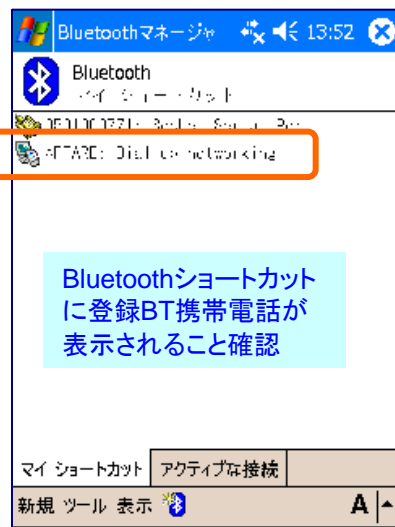 Bluetoothマネージャ 13:52
Bluetooth
マイ ショートカット
Dial-up networking
Bluetoothショートカット
に登録BT携帯電話が
表示されること確認
マイ ショートカット アクティブな接続
新規 ツール 表示 A